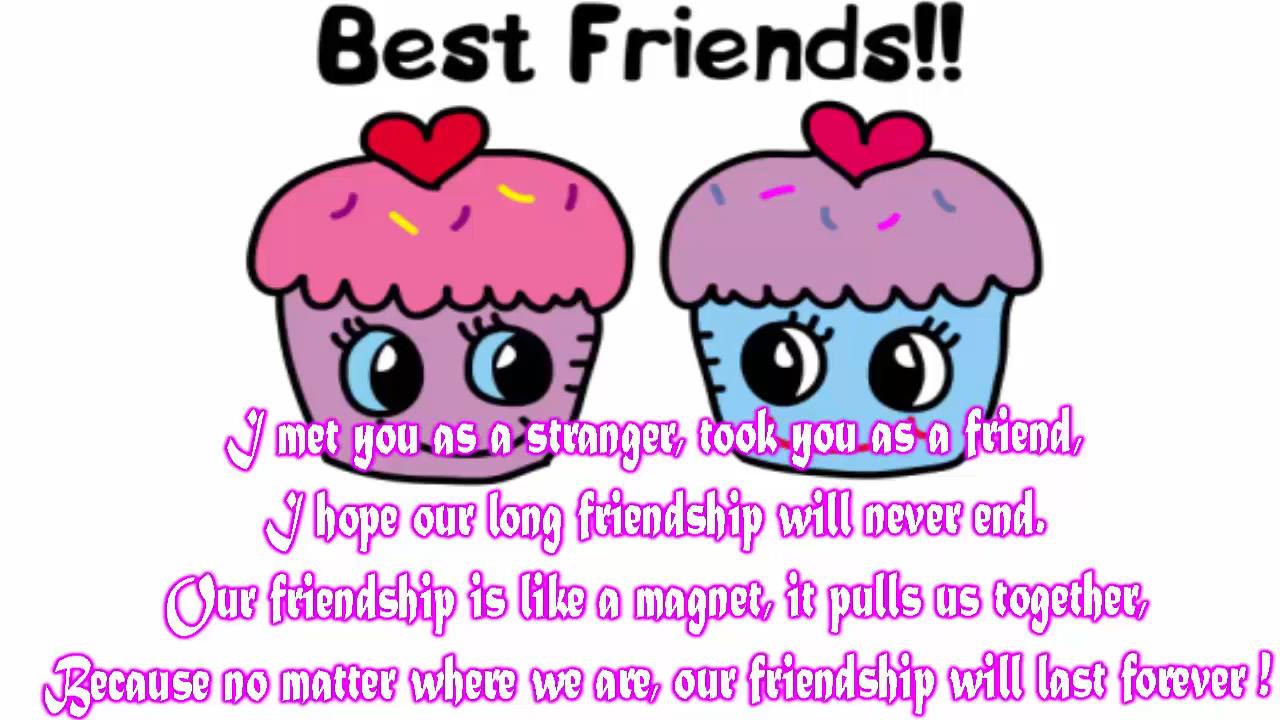 Best Friends!!
I met you as a stranger, took you as a friend,
I hope our long friendship will never end.
Our friendship is like a magnet, it pulls us together,
Because no matter where we are, our friendship will last forever !